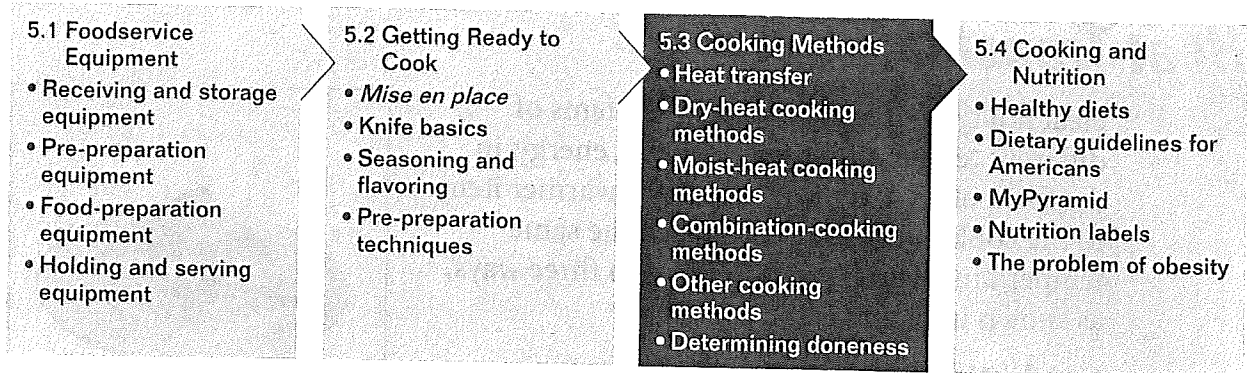 5.1 Foodservice
Equipment
• Receiving and storage
equipment
• Pre-preparation
equipment
• Food-preparation
equipment
• Holding and serving
equipment
5.2 Getting Ready to
Cook
• Mise en place
• Knife basics
• Seasoning and
flavoring
• Pre-preparation
techniques
5.3 Cooking Methods
• Heat transfer
• Dry-heat cooking
methods
• Moist-heat cooking
methods
• Combination-cooking
methods
• Other cooking
methods
• Determining doneness
5.4 Cooking and
Nutrition
• Healthy diets
• Dietary guidelines for
Americans
• MyPyramid
• Nutrition labels
• The problem of obesity